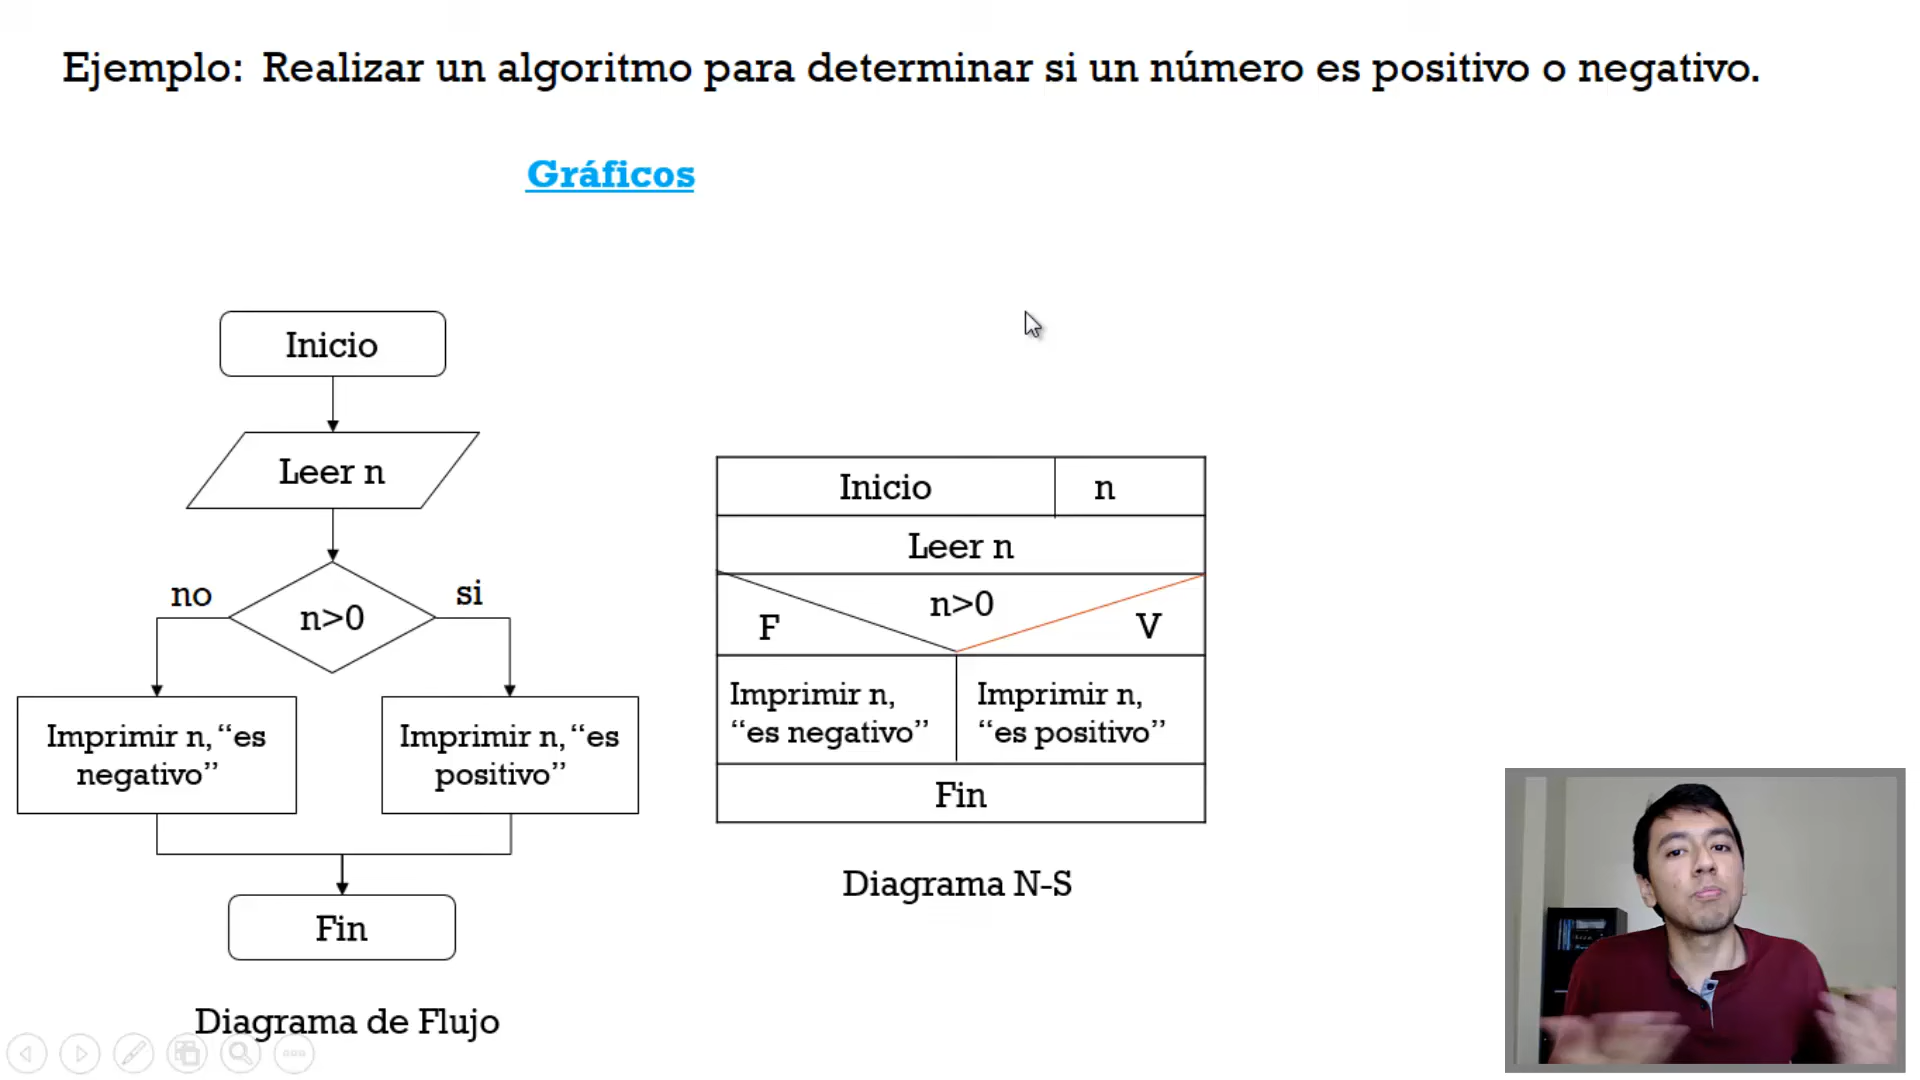 Ejemplo: Realizar un algoritmo para determinar si un número es positivo o negativo.
Gráficos
Inicio
Leer n
no
si
n>0
Imprimir n, “es
negativo”
Imprimir n, “es
positivo”
Fin
Diagrama de Flujo
Inicio
n
Leer n
n>0
F
V
Imprimir n,
“es negativo”
Imprimir n,
“es positivo”
Fin
Diagrama N-S